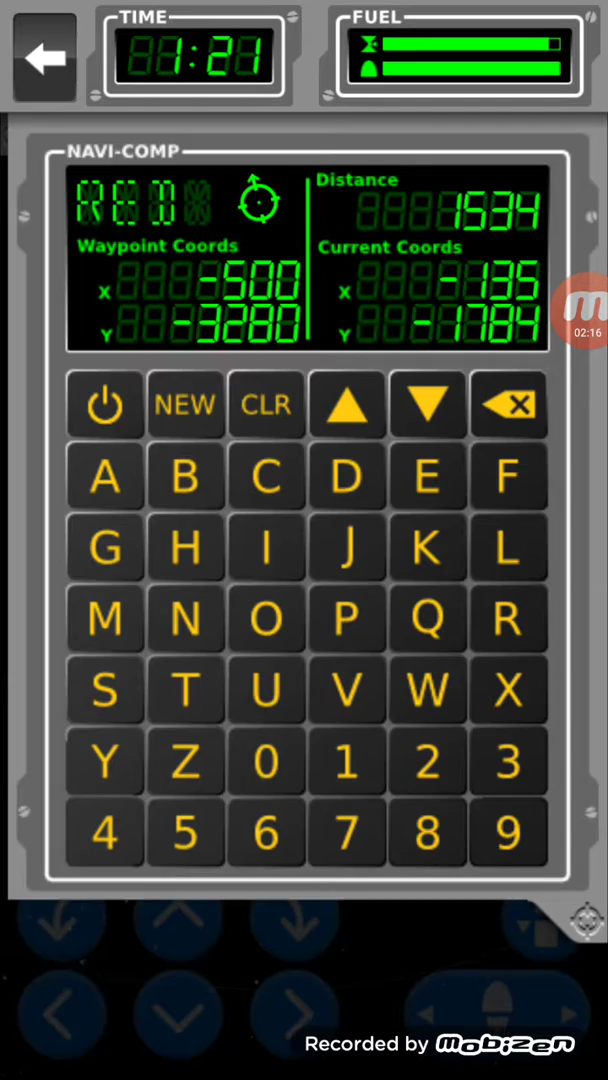 TIME
FUEL
1:21
NAVI-COMP
RED
Distance
1534
Waypoint Coords
Current Coords
X -500
X -135
Y -3280
Y -1784
02:16
NEW CLR
A B C D E F
G H I J K L
M N O P Q R
S T U V W X
Y Z 0 1 2 3
4 5 6 7 8 9
Recorded by Mobizen